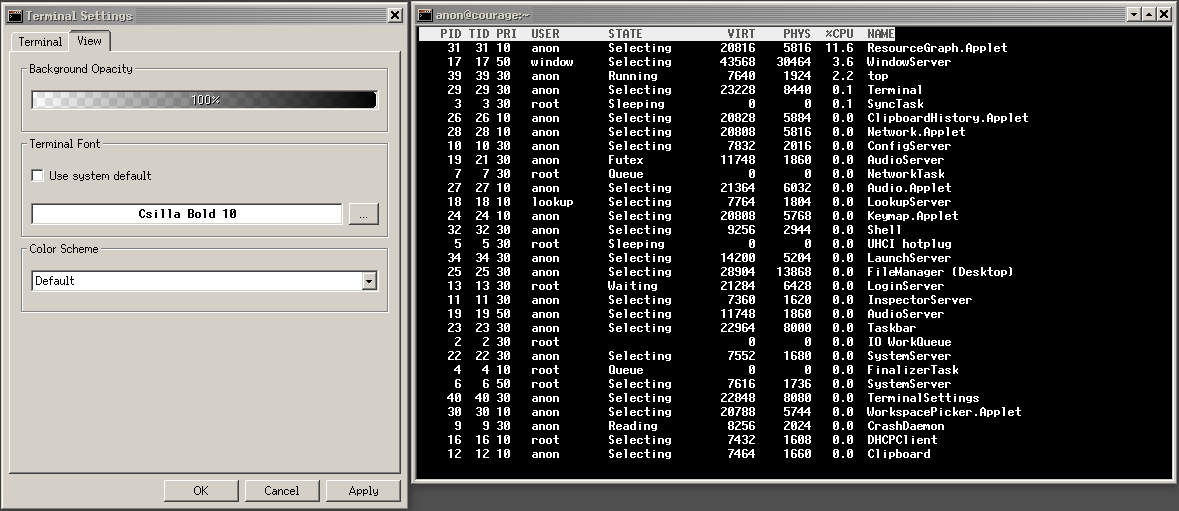 Terminal Settings
Terminal View
Background Opacity
100%
Terminal Font
Use system default
Csilla Bold 10
...
Color Scheme
Default
OK Cancel Apply
anon@courage:~
PID TID PRI USER STATE VIRT PHYS %CPU NAME
31 31 10 anon Selecting 20816 5816 11.6 ResourceGraph.Applet
17 17 50 window Selecting 43568 30464 3.6 WindowServer
39 39 30 anon Running 7640 1924 2.2 top
29 29 30 anon Selecting 23228 8440 0.1 Terminal
3 3 30 root Sleeping 0 0 0.1 SyncTask
26 26 10 anon Selecting 20828 5884 0.0 ClipboardHistory.Applet
28 28 10 anon Selecting 20808 5816 0.0 Network.Applet
10 10 30 anon Selecting 7832 2016 0.0 ConfigServer
19 21 30 anon Futex 11748 1860 0.0 AudioServer
7 7 30 root Queue 0 0 0.0 NetworkTask
27 27 10 anon Selecting 21364 6032 0.0 Audio.Applet
18 18 10 lookup Selecting 7764 1804 0.0 LookupServer
24 24 10 anon Selecting 20808 5768 0.0 Keymap.Applet
32 32 30 anon Selecting 9256 2944 0.0 Shell
5 5 30 root Sleeping 0 0 0.0 UHCI hotplug
34 34 30 anon Selecting 14200 5204 0.0 LaunchServer
25 25 30 anon Selecting 28904 13868 0.0 FileManager (Desktop)
13 13 30 root Waiting 21284 6428 0.0 LoginServer
11 11 30 anon Selecting 7360 1620 0.0 InspectorServer
19 19 50 anon Selecting 11748 1860 0.0 AudioServer
23 23 30 anon Selecting 22964 8000 0.0 Taskbar
2 2 30 root 0 0 0.0 IO WorkQueue
22 22 30 anon Selecting 7552 1680 0.0 SystemServer
4 4 10 root Queue 0 0 0.0 FinalizerTask
6 6 50 root Selecting 7616 1736 0.0 SystemServer
40 40 30 anon Selecting 22848 8080 0.0 TerminalSettings
30 30 10 anon Selecting 20788 5744 0.0 WorkspacePicker.Applet
9 9 30 anon Reading 8256 2024 0.0 CrashDaemon
16 16 10 root Selecting 7432 1608 0.0 DHCPClient
12 12 10 anon Selecting 7464 1660 0.0 Clipboard